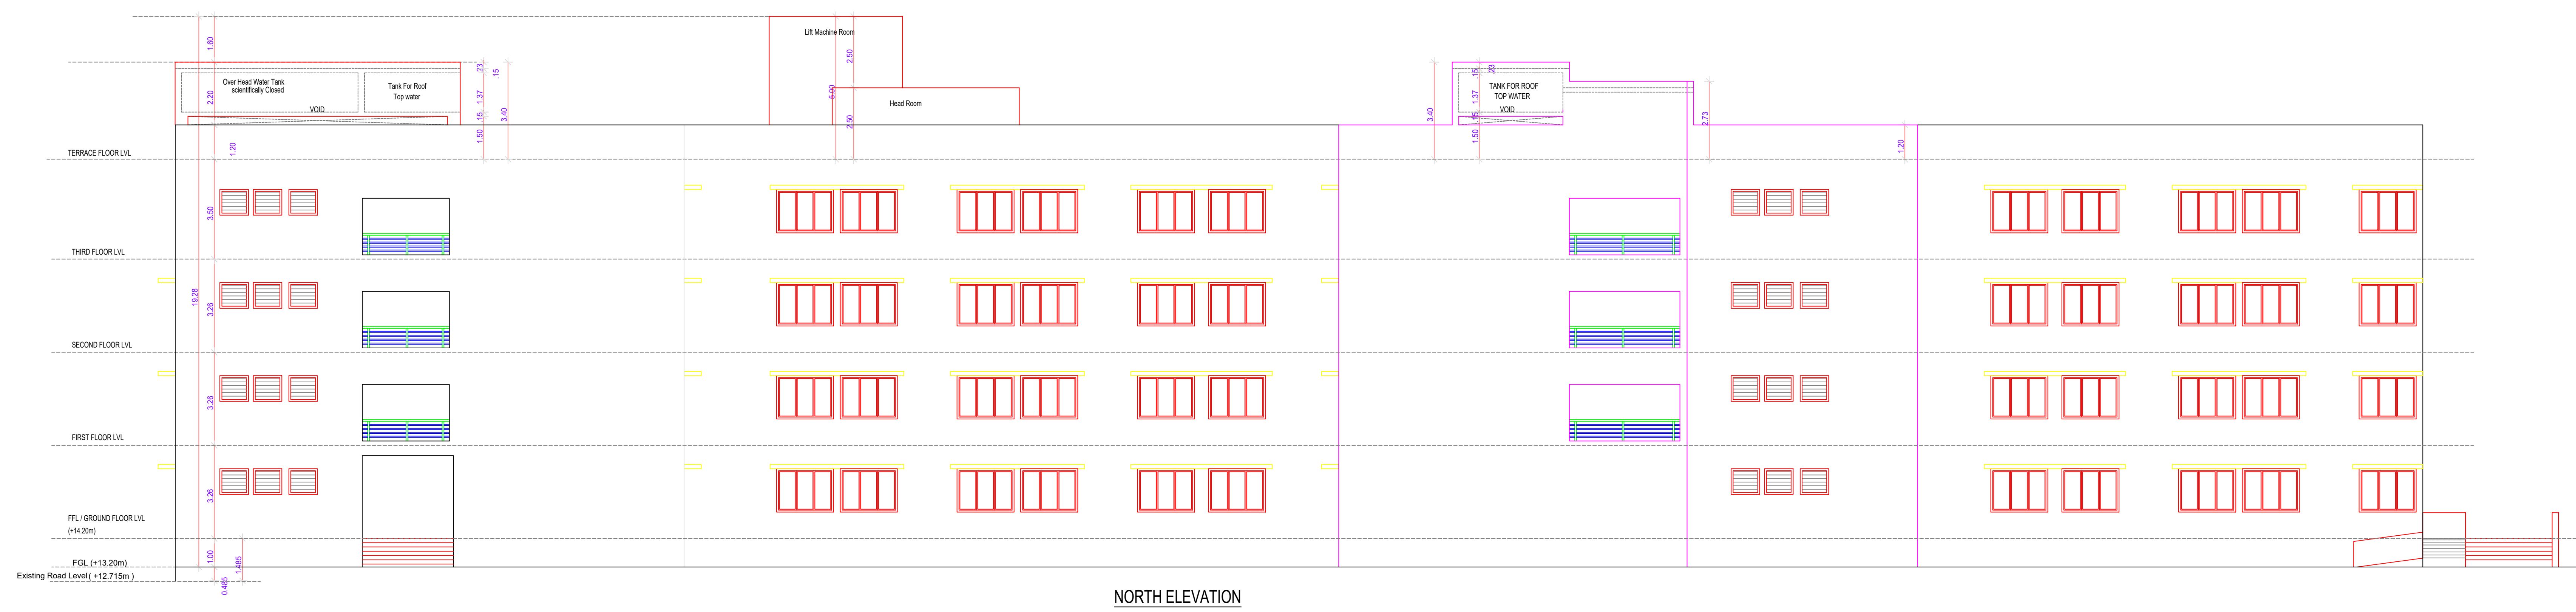 Lift Machine Room
1.60
2.50
Over Head Water Tank
scientifically Closed
Tank For Roof
Top water
VOID
2.20
.23
.15
1.37
.15
1.50
3.40
1.20
5.00
Head Room
2.50
3.40
.15
.23
1.37
.15
1.50
TANK FOR ROOF
TOP WATER
VOID
2.73
1.20
TERRACE FLOOR LVL
3.50
THIRD FLOOR LVL
19.28
3.26
SECOND FLOOR LVL
3.26
FIRST FLOOR LVL
3.26
FFL / GROUND FLOOR LVL
(+14.20m)
1.00
1.485
FGL (+13.20m)
Existing Road Level ( +12.715m )
0.485
NORTH ELEVATION